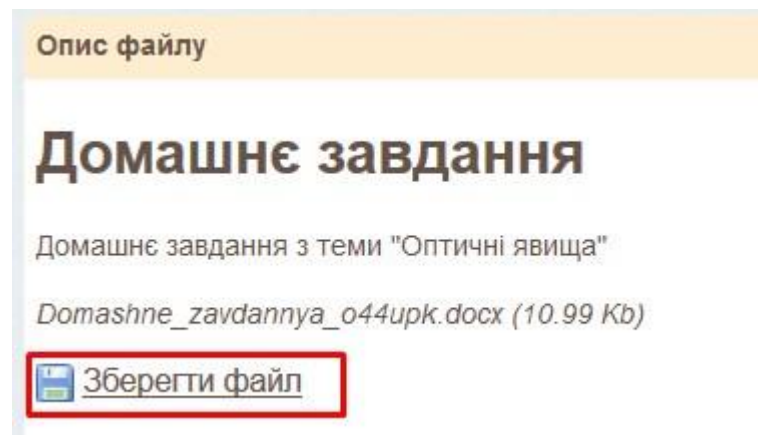 Опис файлу
Домашнє завдання
Домашнє завдання з теми "Оптичні явища"
Domashne_zavdannya_o44upk.docx (10.99 Kb)
Зберегти файл